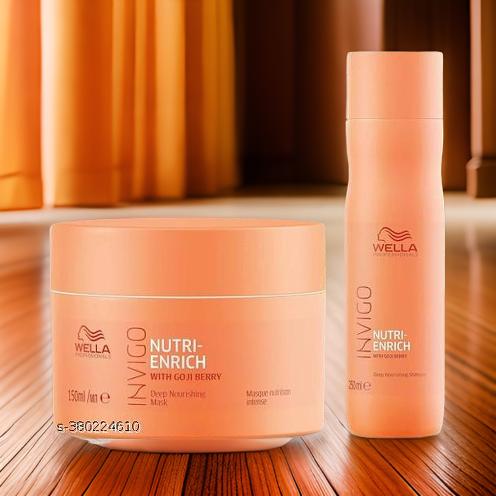 WELLA
PROFESSIONALS
INVIGO
NUTRI-
ENRICH
WITH GOJI BERRY
Deep Nourishing
Mask
Masque nutrition
intense
150ml/мл e
s-380224610
WELLA
PROFESSIONALS
INVIGO
NUTRI-
ENRICH
WITH GOJI BERRY
Deep Nourishing Shampoo
250ml e